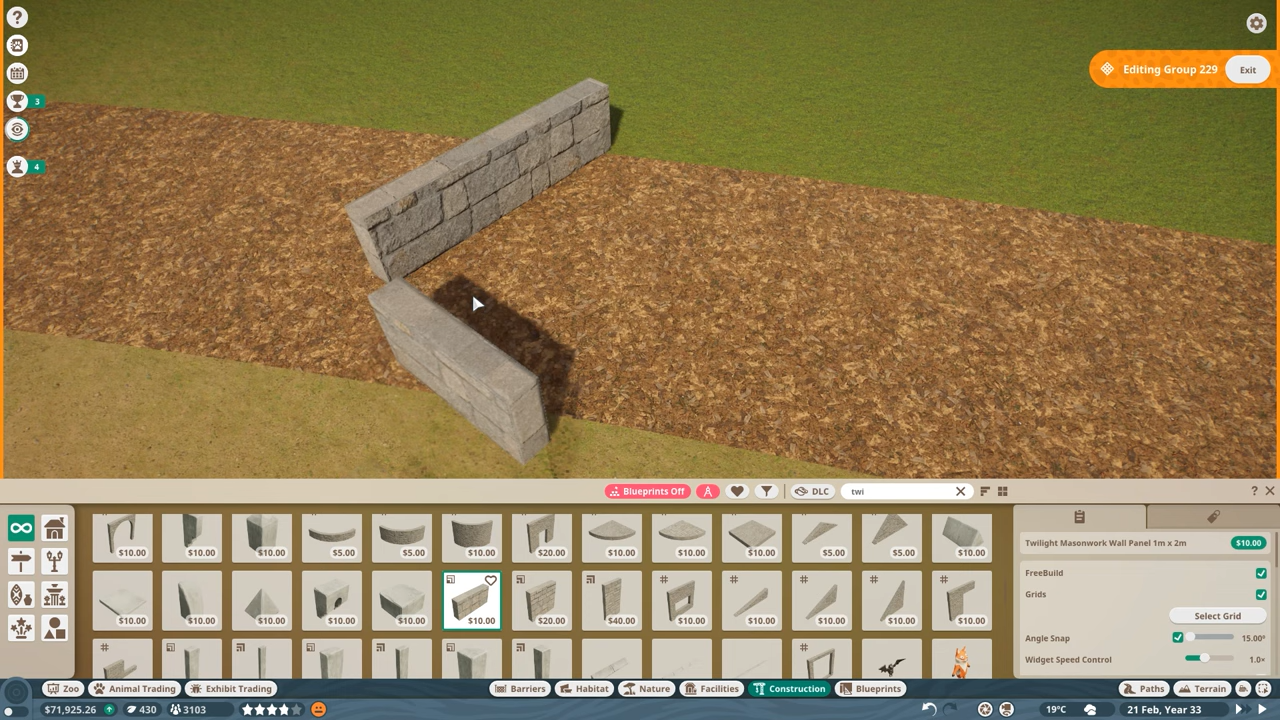 Editing Group 229 Exit
3
4
Blueprints Off DLC twi
?
$10.00 $10.00 $10.00 $5.00 $5.00 $10.00 $20.00 $10.00 $10.00 $10.00 $5.00 $5.00 $10.00
$10.00 $10.00 $10.00 $10.00 $10.00 $10.00 $20.00 $40.00 $10.00 $10.00 $10.00 $10.00 $10.00
Twilight Masonwork Wall Panel 1m x 2m $10.00
FreeBuild
Grids
Select Grid
Angle Snap 15.00°
Widget Speed Control 1.0×
Zoo Animal Trading Exhibit Trading Barriers Habitat Nature Facilities Construction Blueprints Paths Terrain
$71,925.26 430 3103 19°C 21 Feb, Year 33